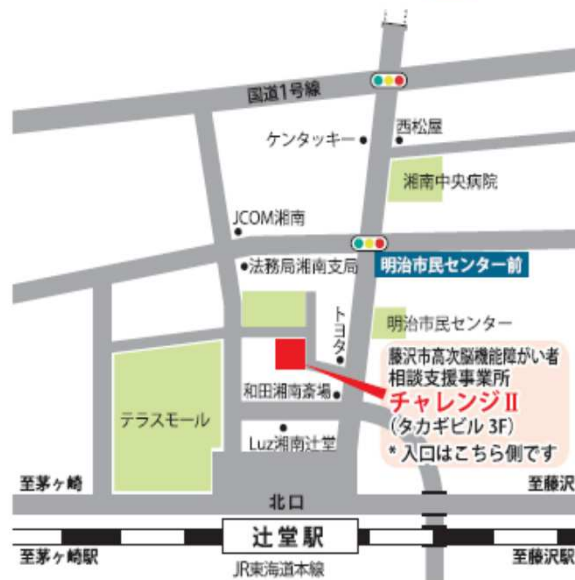 国道1号線
ケンタッキー
西松屋
湘南中央病院
JCOM湘南
法務局湘南支局
明治市民センター前
トヨタ
明治市民センター
藤沢市高次脳機能障がい者
相談支援事業所
チャレンジⅡ
(タカギビル 3F)
* 入口はこちら側です
和田湘南斎場
テラスモール
Luz湘南辻堂
至茅ヶ崎
北口
至藤沢
辻堂駅
至茅ヶ崎駅
JR東海道本線
至藤沢駅